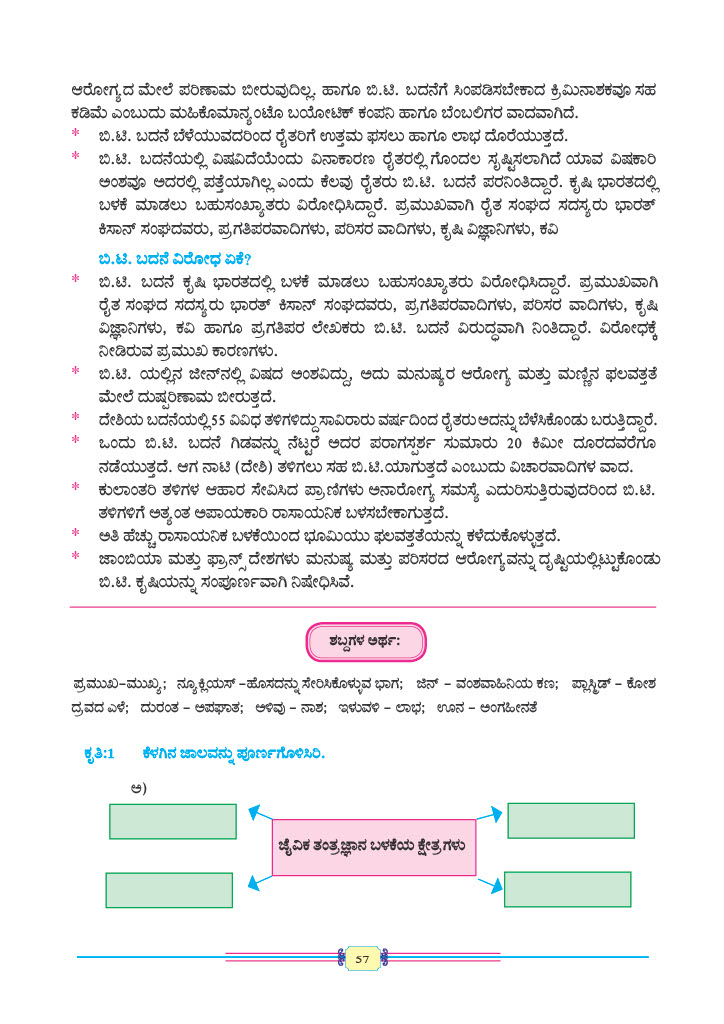 ಆರೋಗ್ಯದ ಮೇಲೆ ಪರಿಣಾಮ ಬೀರುವುದಿಲ್ಲ. ಹಾಗೂ ಬಿ.ಟಿ. ಬದನೆಗೆ ಸಿಂಪಡಿಸಬೇಕಾದ ಕ್ರಿಮಿನಾಶಕವೂ ಸಹ
ಕಡಿಮೆ ಎಂಬುದು ಮಹಿಕೊಮಾನ್ಯಂಟೊ ಬಯೋಟೆಕ್ ಕಂಪನಿ ಹಾಗೂ ಬೆಂಬಲಿಗರ ವಾದವಾಗಿದೆ.
* ಬಿ.ಟಿ. ಬದನೆ ಬೆಳೆಯುವದರಿಂದ ರೈತರಿಗೆ ಉತ್ತಮ ಫಸಲು ಹಾಗೂ ಲಾಭ ದೊರೆಯುತ್ತದೆ.
* ಬಿ.ಟಿ. ಬದನೆಯಲ್ಲಿ ವಿಷವಿದೆಯೆಂದು ವಿನಾಕಾರಣ ರೈತರಲ್ಲಿ ಗೊಂದಲ ಸೃಷ್ಟಿಸಲಾಗಿದೆ ಯಾವ ವಿಷಕಾರಿ
ಅಂಶವೂ ಅದರಲ್ಲಿ ಪತ್ತೆಯಾಗಿಲ್ಲ ಎಂದು ಕೆಲವು ರೈತರು ಬಿ.ಟಿ. ಬದನೆ ಪರನಿಂತಿದ್ದಾರೆ. ಕೃಷಿ ಭಾರತದಲ್ಲಿ
ಬಳಕೆ ಮಾಡಲು ಬಹುಸಂಖ್ಯಾತರು ವಿರೋಧಿಸಿದ್ದಾರೆ. ಪ್ರಮುಖವಾಗಿ ರೈತ ಸಂಘದ ಸದಸ್ಯರು ಭಾರತ್
ಕಿಸಾನ್ ಸಂಘದವರು, ಪ್ರಗತಿಪರವಾದಿಗಳು, ಪರಿಸರ ವಾದಿಗಳು, ಕೃಷಿ ವಿಜ್ಞಾನಿಗಳು, ಕವಿ
ಬಿ.ಟಿ. ಬದನೆ ವಿರೋಧ ಏಕೆ?
* ಬಿ.ಟಿ. ಬದನೆ ಕೃಷಿ ಭಾರತದಲ್ಲಿ ಬಳಕೆ ಮಾಡಲು ಬಹುಸಂಖ್ಯಾತರು ವಿರೋಧಿಸಿದ್ದಾರೆ. ಪ್ರಮುಖವಾಗಿ
ರೈತ ಸಂಘದ ಸದಸ್ಯರು ಭಾರತ್ ಕಿಸಾನ್ ಸಂಘದವರು, ಪ್ರಗತಿಪರವಾದಿಗಳು, ಪರಿಸರ ವಾದಿಗಳು, ಕೃಷಿ
ವಿಜ್ಞಾನಿಗಳು, ಕವಿ ಹಾಗೂ ಪ್ರಗತಿಪರ ಲೇಖಕರು ಬಿ.ಟಿ. ಬದನೆ ವಿರುದ್ಧವಾಗಿ ನಿಂತಿದ್ದಾರೆ. ವಿರೋಧಕ್ಕೆ
ನೀಡಿರುವ ಪ್ರಮುಖ ಕಾರಣಗಳು.
* ಬಿ.ಟಿ. ಯಲ್ಲಿನ ಜೀನ್‌ನಲ್ಲಿ ವಿಷದ ಅಂಶವಿದ್ದು, ಅದು ಮನುಷ್ಯರ ಆರೋಗ್ಯ ಮತ್ತು ಮಣ್ಣಿನ ಫಲವತ್ತತೆ
ಮೇಲೆ ದುಷ್ಪರಿಣಾಮ ಬೀರುತ್ತದೆ.
* ದೇಶಿಯ ಬದನೆಯಲ್ಲಿ 55 ವಿವಿಧ ತಳಿಗಳಿದ್ದು ಸಾವಿರಾರು ವರ್ಷದಿಂದ ರೈತರು ಅದನ್ನು ಬೆಳೆಸಿಕೊಂಡು ಬರುತ್ತಿದ್ದಾರೆ.
* ಒಂದು ಬಿ.ಟಿ. ಬದನೆ ಗಿಡವನ್ನು ನೆಟ್ಟರೆ ಅದರ ಪರಾಗಸ್ಪರ್ಶ ಸುಮಾರು 20 ಕಿಮೀ ದೂರದವರೆಗೂ
ನಡೆಯುತ್ತದೆ. ಆಗ ನಾಟಿ (ದೇಶಿ) ತಳಿಗಲು ಸಹ ಬಿ.ಟಿ.ಯಾಗುತ್ತದೆ ಎಂಬುದು ವಿಚಾರವಾದಿಗಳ ವಾದ.
* ಕುಲಾಂತರಿ ತಳಿಗಳ ಆಹಾರ ಸೇವಿಸಿದ ಪ್ರಾಣಿಗಳು ಅನಾರೋಗ್ಯ ಸಮಸ್ಯೆ ಎದುರಿಸುತ್ತಿರುವುದರಿಂದ ಬಿ.ಟಿ.
ತಳಿಗಳಿಗೆ ಅತ್ಯಂತ ಅಪಾಯಕಾರಿ ರಾಸಾಯನಿಕ ಬಳಸಬೇಕಾಗುತ್ತದೆ.
* ಅತಿ ಹೆಚ್ಚು ರಾಸಾಯನಿಕ ಬಳಕೆಯಿಂದ ಭೂಮಿಯು ಫಲವತ್ತತೆಯನ್ನು ಕಳೆದುಕೊಳ್ಳುತ್ತದೆ.
* ಜಾಂಬಿಯಾ ಮತ್ತು ಫ್ರಾನ್ಸ್ ದೇಶಗಳು ಮನುಷ್ಯ ಮತ್ತು ಪರಿಸರದ ಆರೋಗ್ಯವನ್ನು ದೃಷ್ಟಿಯಲ್ಲಿಟ್ಟುಕೊಂಡು
ಬಿ.ಟಿ. ಕೃಷಿಯನ್ನು ಸಂಪೂರ್ಣವಾಗಿ ನಿಷೇಧಿಸಿವೆ.
ಶಬ್ದಗಳ ಅರ್ಥ:
ಪ್ರಮುಖ–ಮುಖ್ಯ; ನ್ಯೂಕ್ಲಿಯಸ್ –ಹೊಸದನ್ನು ಸೇರಿಸಿಕೊಳ್ಳುವ ಭಾಗ; ಜಿನ್ – ವಂಶವಾಹಿನಿಯ ಕಣ; ಪ್ಲಾಸ್ಮಿಡ್ – ಕೋಶ
ದ್ರವದ ಎಳೆ; ದುರಂತ – ಅಪಘಾತ; ಅಳಿವು – ನಾಶ; ಇಳುವಳಿ – ಲಾಭ; ಊನ – ಅಂಗಹೀನತೆ
ಕೃತಿ:1 ಕೆಳಗಿನ ಜಾಲವನ್ನು ಪೂರ್ಣಗೊಳಿಸಿರಿ.
ಅ)
ಜೈವಿಕ ತಂತ್ರಜ್ಞಾನ ಬಳಕೆಯ ಕ್ಷೇತ್ರಗಳು
57